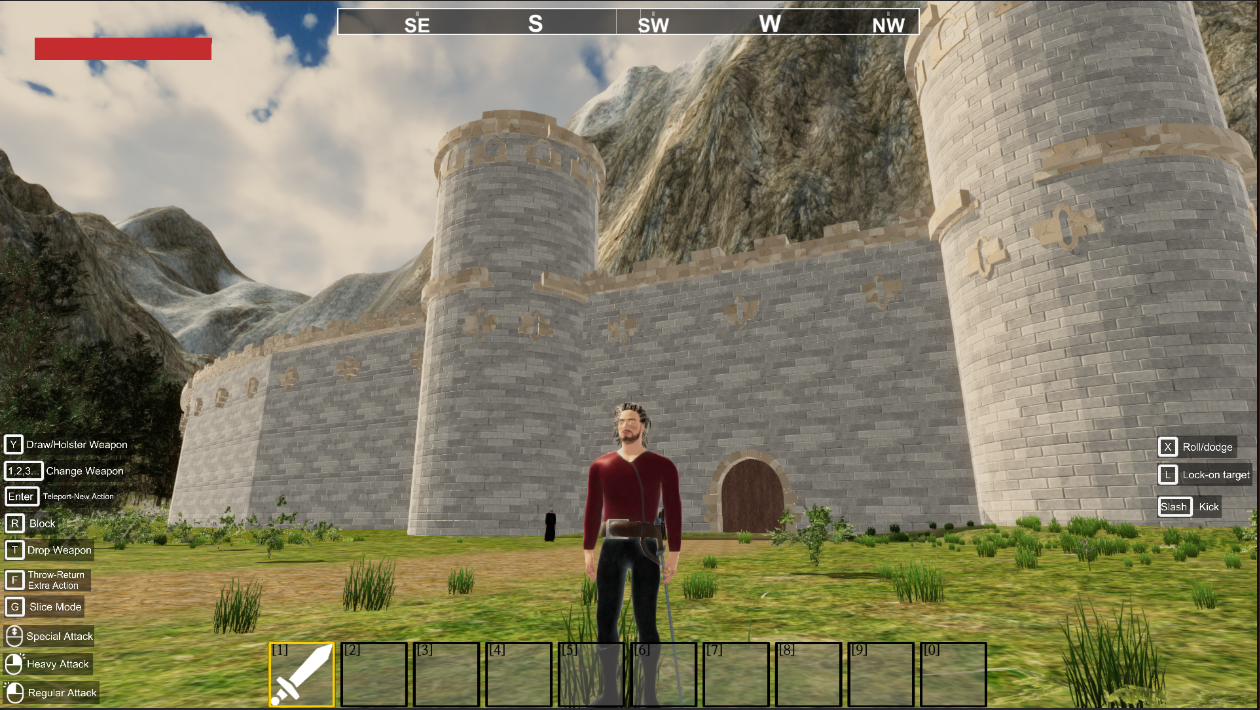 SE S SW W NW
Y Draw/Holster Weapon
1,2,3... Change Weapon
Enter Teleport-New Action
R Block
T Drop Weapon
F Throw-Return
Extra Action
G Slice Mode
Special Attack
Heavy Attack
Regular Attack
X Roll/dodge
L Lock-on target
Slash Kick
[1] [2] [3] [4] [5] [6] [7] [8] [9] [0]